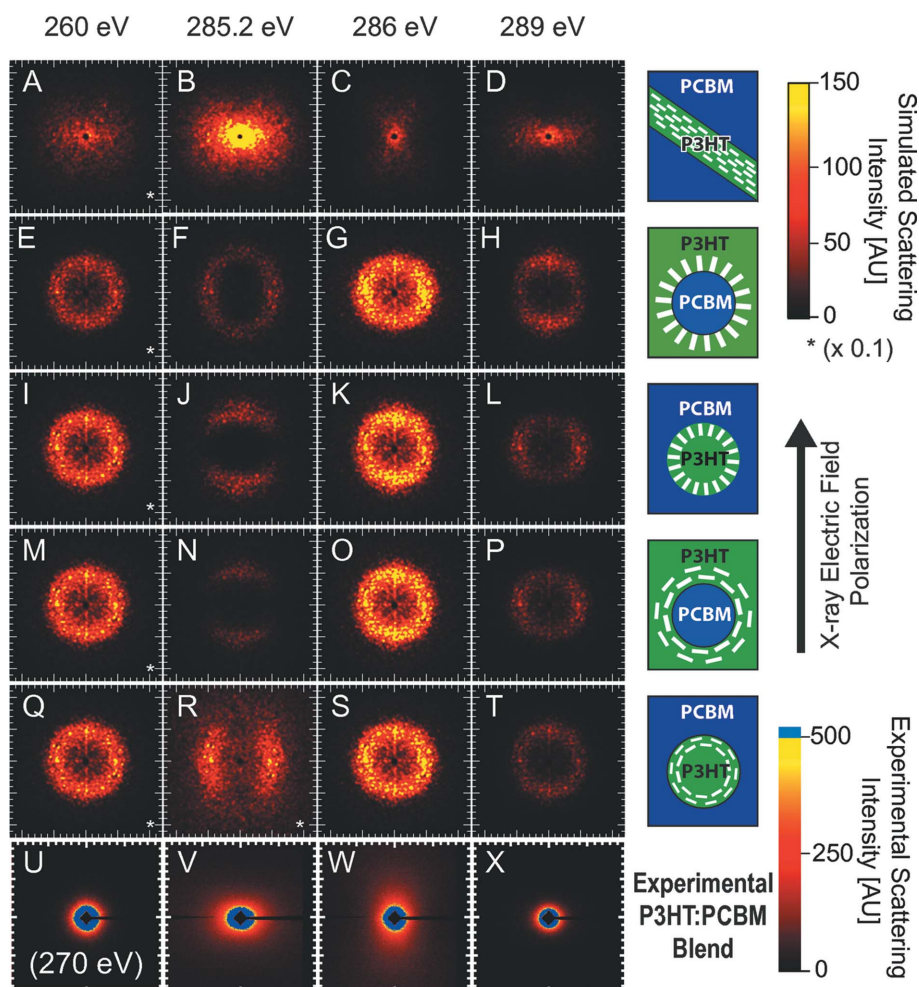 260 eV 285.2 eV 286 eV 289 eV
A B C D
*
PCBM
P3HT
150
100
50
0
Simulated Scattering
Intensity [AU]
* (x 0.1)
E F G H
*
P3HT
PCBM
I J K L
*
PCBM
P3HT
X-ray Electric Field
Polarization
M N O P
*
P3HT
PCBM
Q R S T
* *
PCBM
P3HT
500
250
0
Experimental Scattering
Intensity [AU]
U V W X
(270 eV)
Experimental
P3HT:PCBM
Blend